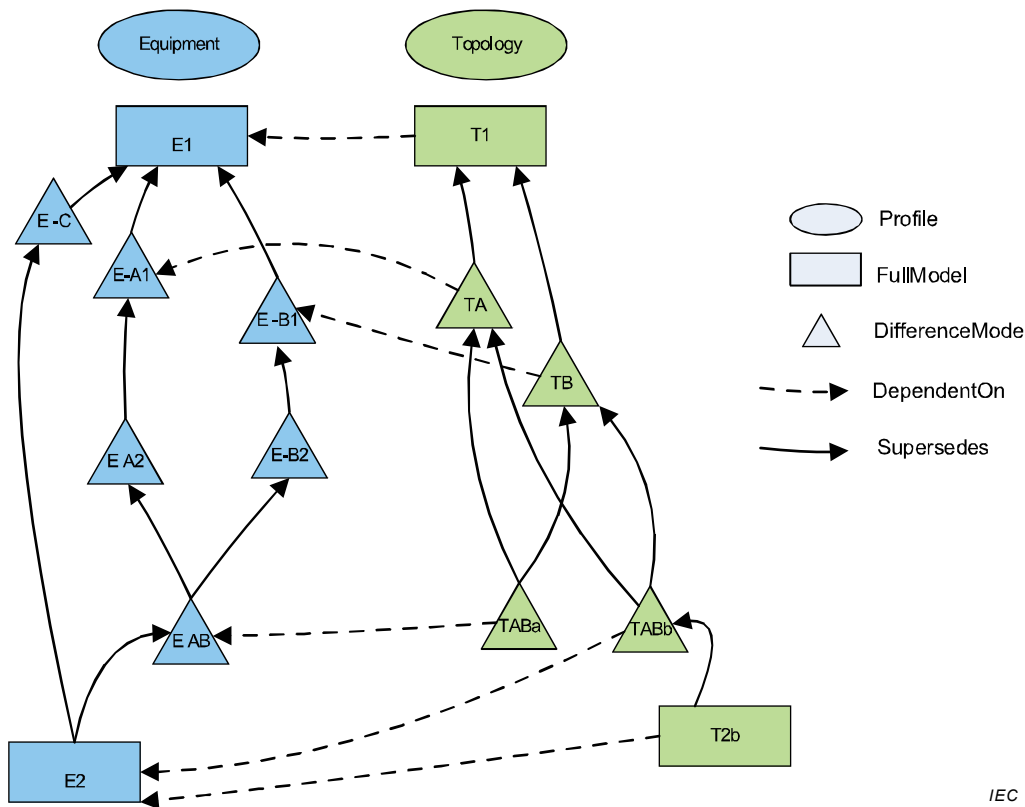 Equipment
Topology
E1
T1
E -C
Profile
E-A1
FullModel
TA
E -B1
DifferenceMode
TB
DependentOn
E A2
E-B2
Supersedes
E AB
TABa
TABb
T2b
E2
IEC